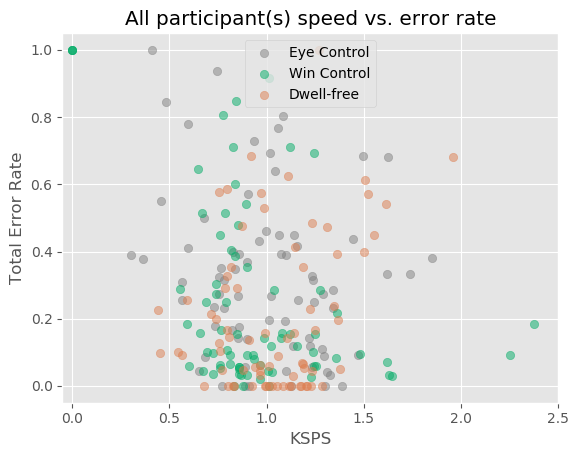 All participant(s) speed vs. error rate
Eye Control
Win Control
Dwell-free
1.0
0.8
0.6
0.4
0.2
0.0
Total Error Rate
0.0 0.5 1.0 1.5 2.0 2.5
KSPS